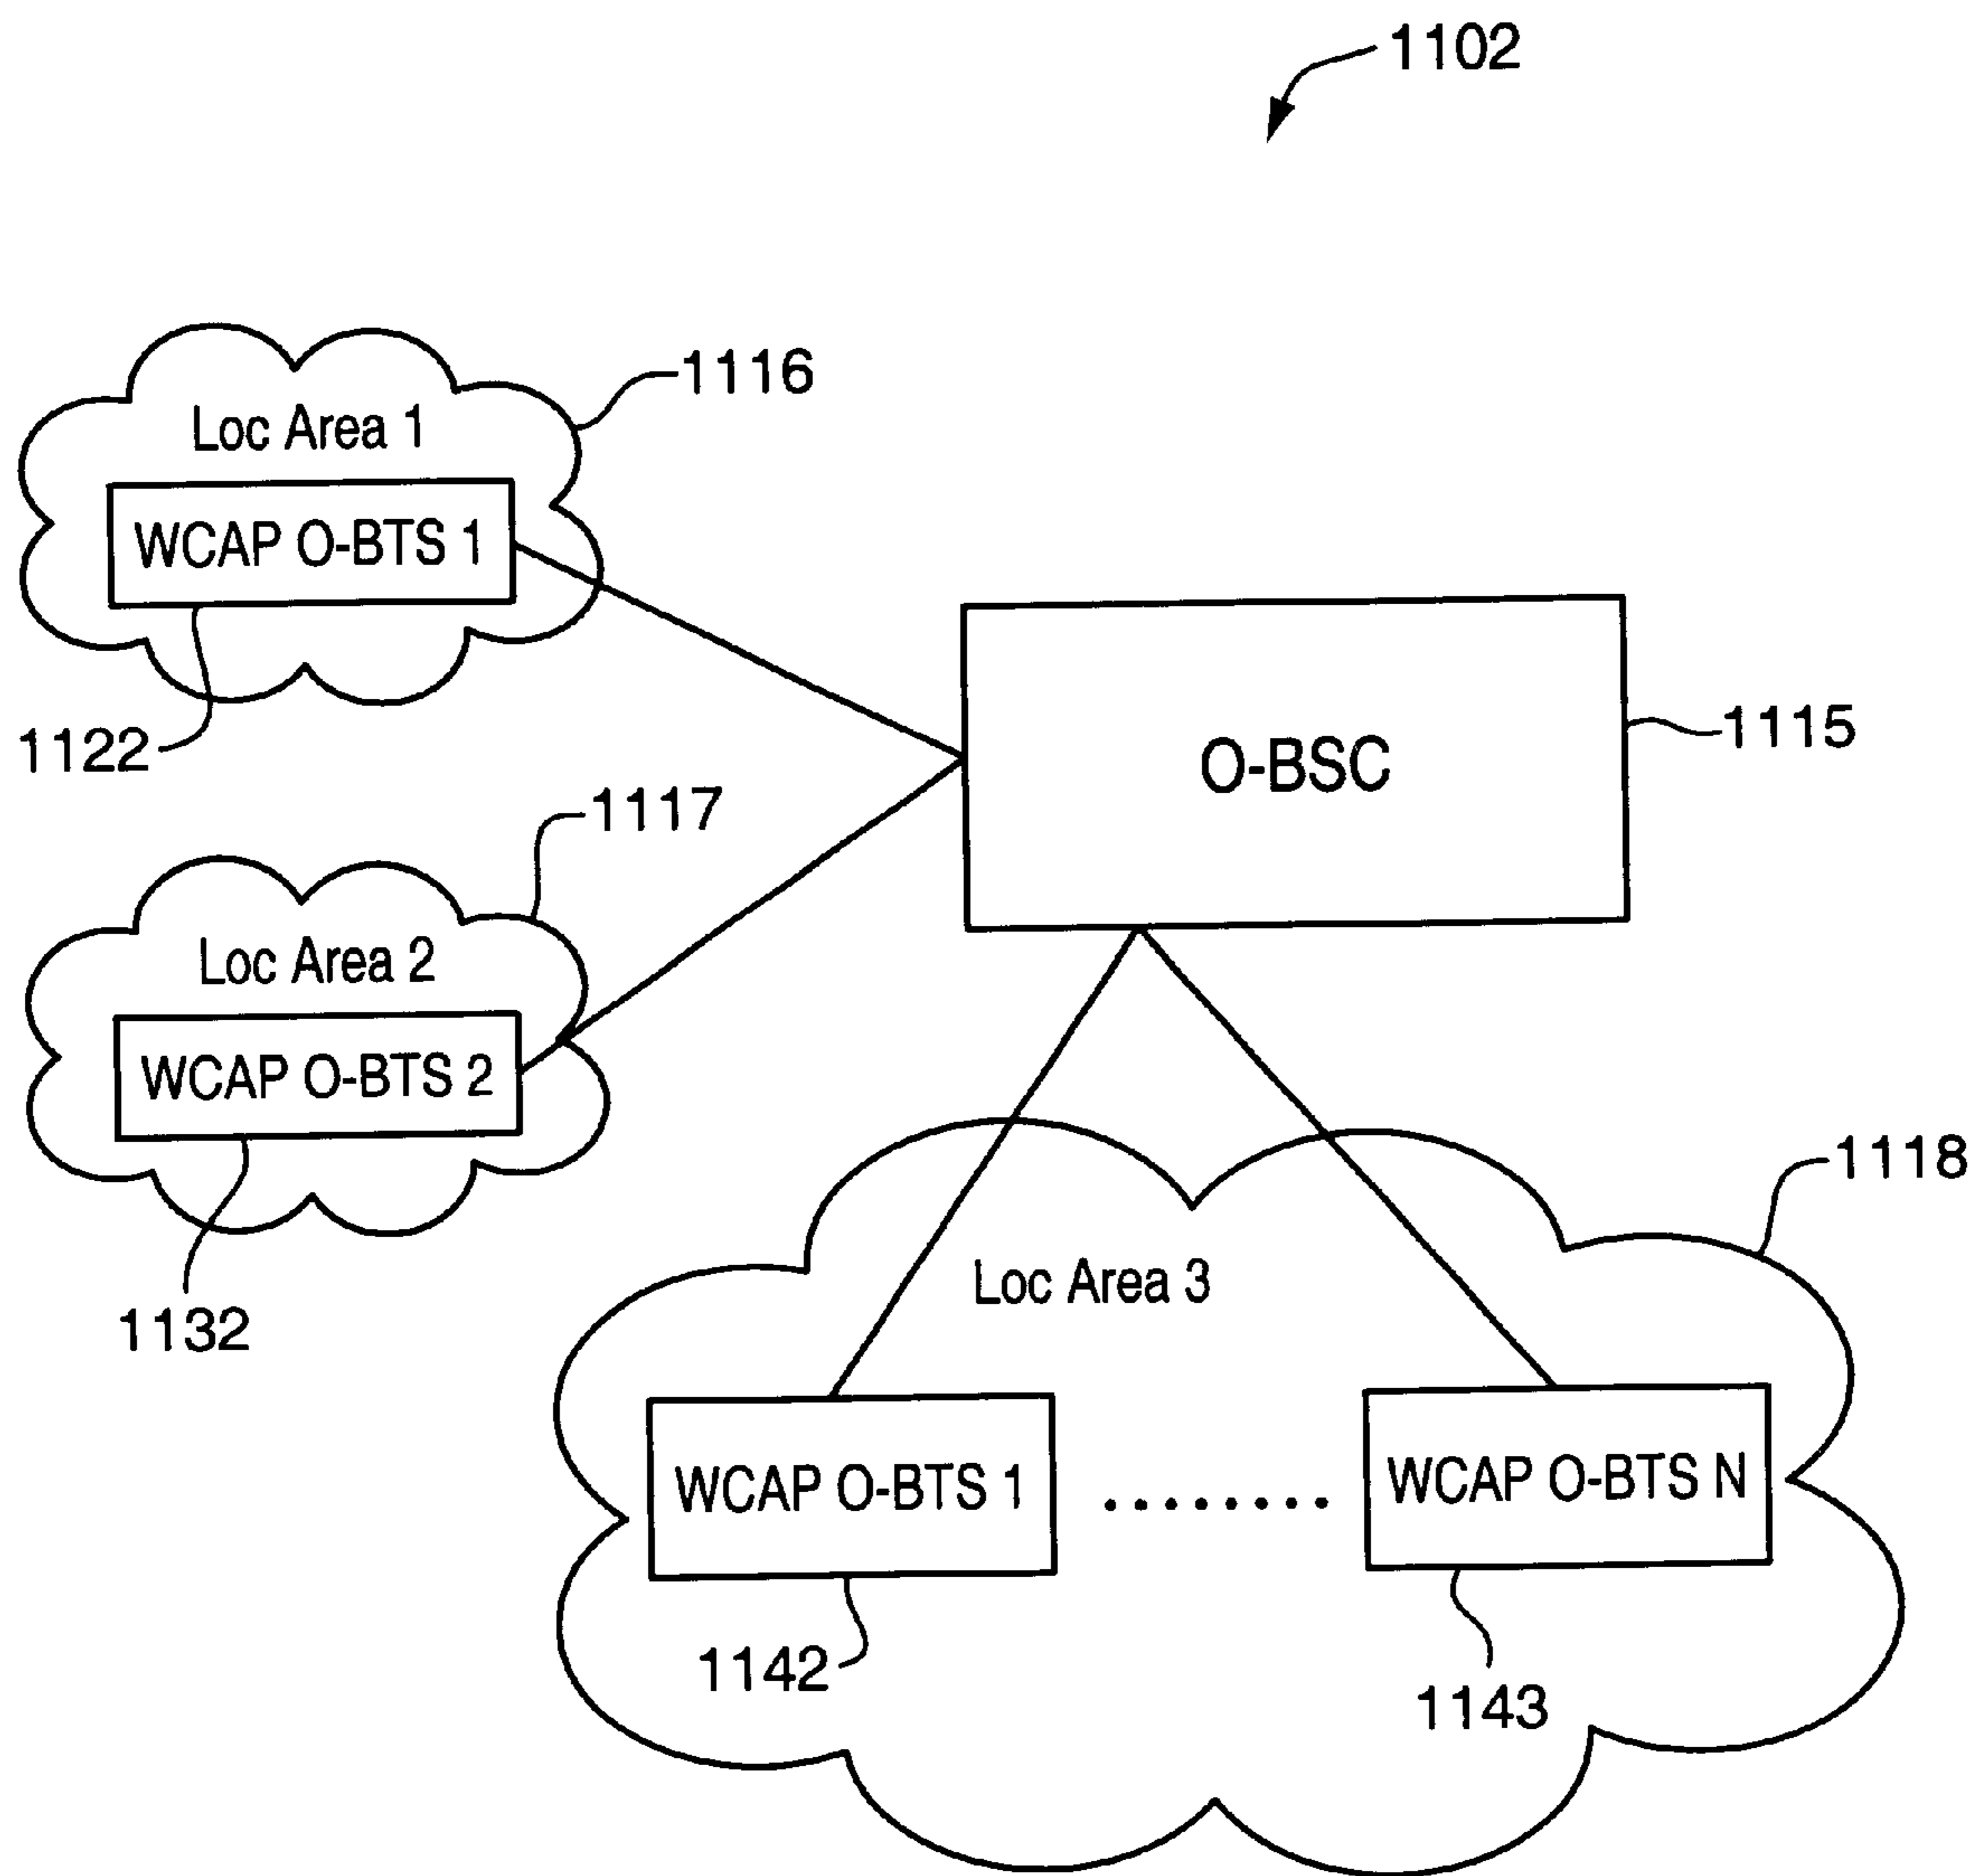 1102
1116
Loc Area 1
WCAP O-BTS 1
1122
O-BSC
1115
1117
Loc Area 2
WCAP O-BTS 2
1132
1118
Loc Area 3
WCAP O-BTS 1
........
WCAP O-BTS N
1142
1143